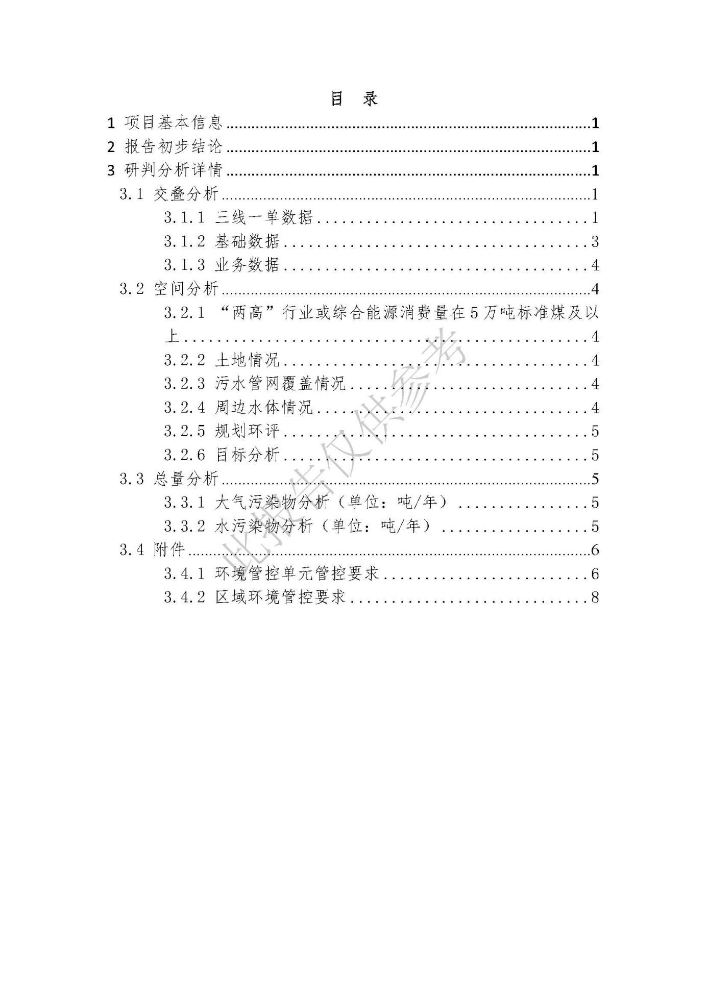 目 录
1 项目基本信息........................................1
2 报告初步结论........................................1
3 研判分析详情........................................1
3.1 交叠分析........................................1
3.1.1 三线一单数据.................................1
3.1.2 基础数据.....................................3
3.1.3 业务数据.....................................4
3.2 空间分析........................................4
3.2.1 “两高”行业或综合能源消费量在 5 万吨标准煤及以
上.................................................4
3.2.2 土地情况.....................................4
3.2.3 污水管网覆盖情况.............................4
3.2.4 周边水体情况.................................4
3.2.5 规划环评.....................................5
3.2.6 目标分析.....................................5
3.3 总量分析........................................5
3.3.1 大气污染物分析（单位：吨/年）................5
3.3.2 水污染物分析（单位：吨/年）..................5
3.4 附件............................................6
3.4.1 环境管控单元管控要求.........................6
3.4.2 区域环境管控要求.............................8
此报告仅供参考